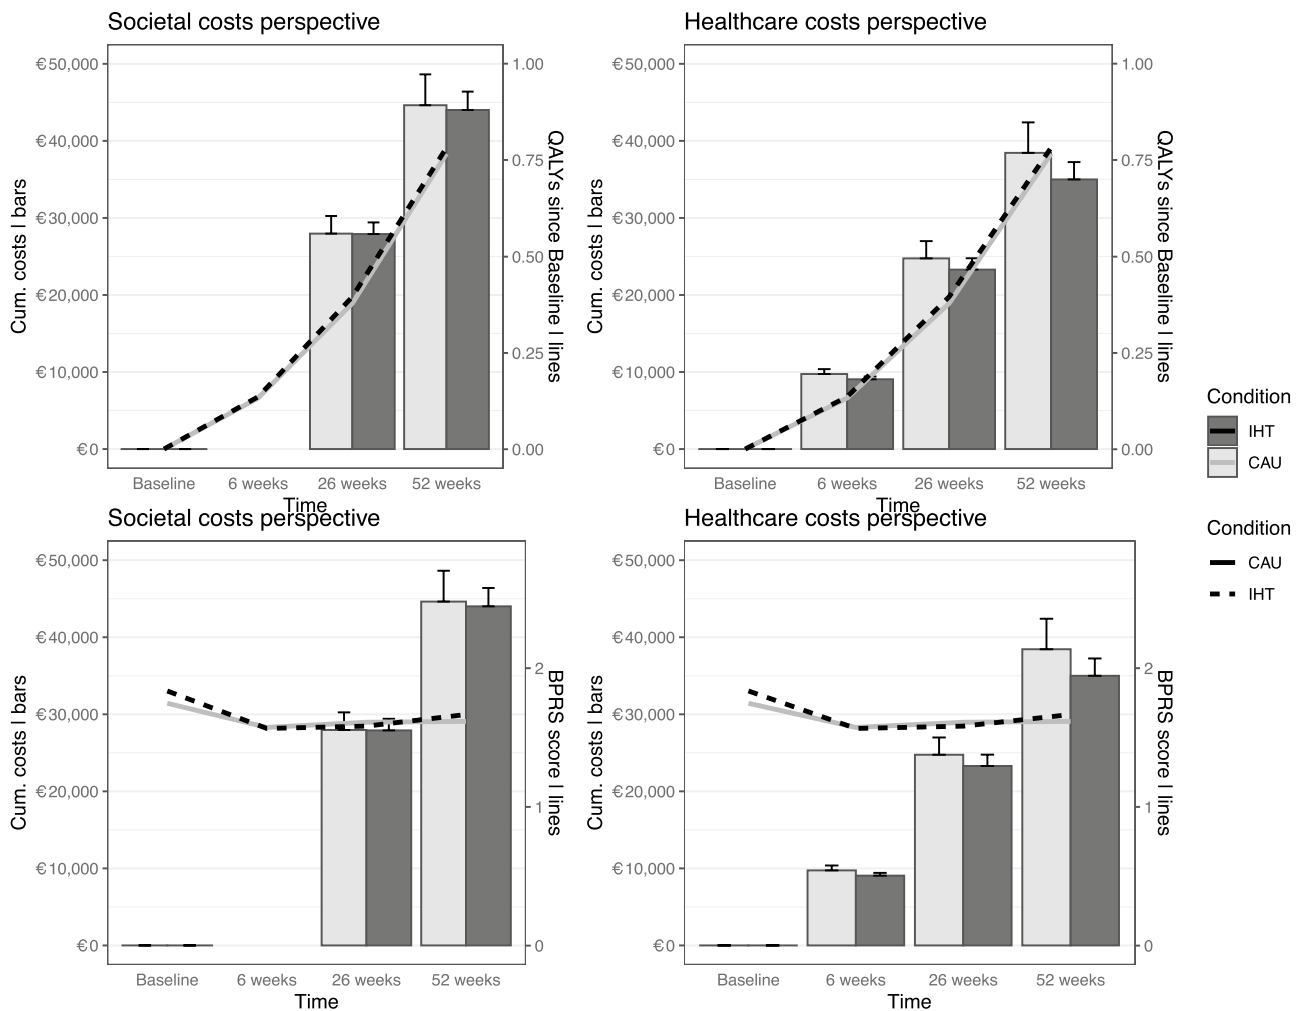 Societal costs perspective
Healthcare costs perspective
€50,000
€40,000
€30,000
€20,000
€10,000
€0
Cum. costs | bars
1.00
0.75
0.50
0.25
0.00
QALYs since Baseline | lines
Baseline
6 weeks
26 weeks
52 weeks
Time
€50,000
€40,000
€30,000
€20,000
€10,000
€0
Cum. costs | bars
1.00
0.75
0.50
0.25
0.00
QALYs since Baseline | lines
Baseline
6 weeks
26 weeks
52 weeks
Time
Condition
IHT
CAU
Condition
CAU
IHT
Societal costs perspective
Healthcare costs perspective
€50,000
€40,000
€30,000
€20,000
€10,000
€0
Cum. costs | bars
2
1
0
BPRS score | lines
Baseline
6 weeks
26 weeks
52 weeks
Time
€50,000
€40,000
€30,000
€20,000
€10,000
€0
Cum. costs | bars
2
1
0
BPRS score | lines
Baseline
6 weeks
26 weeks
52 weeks
Time